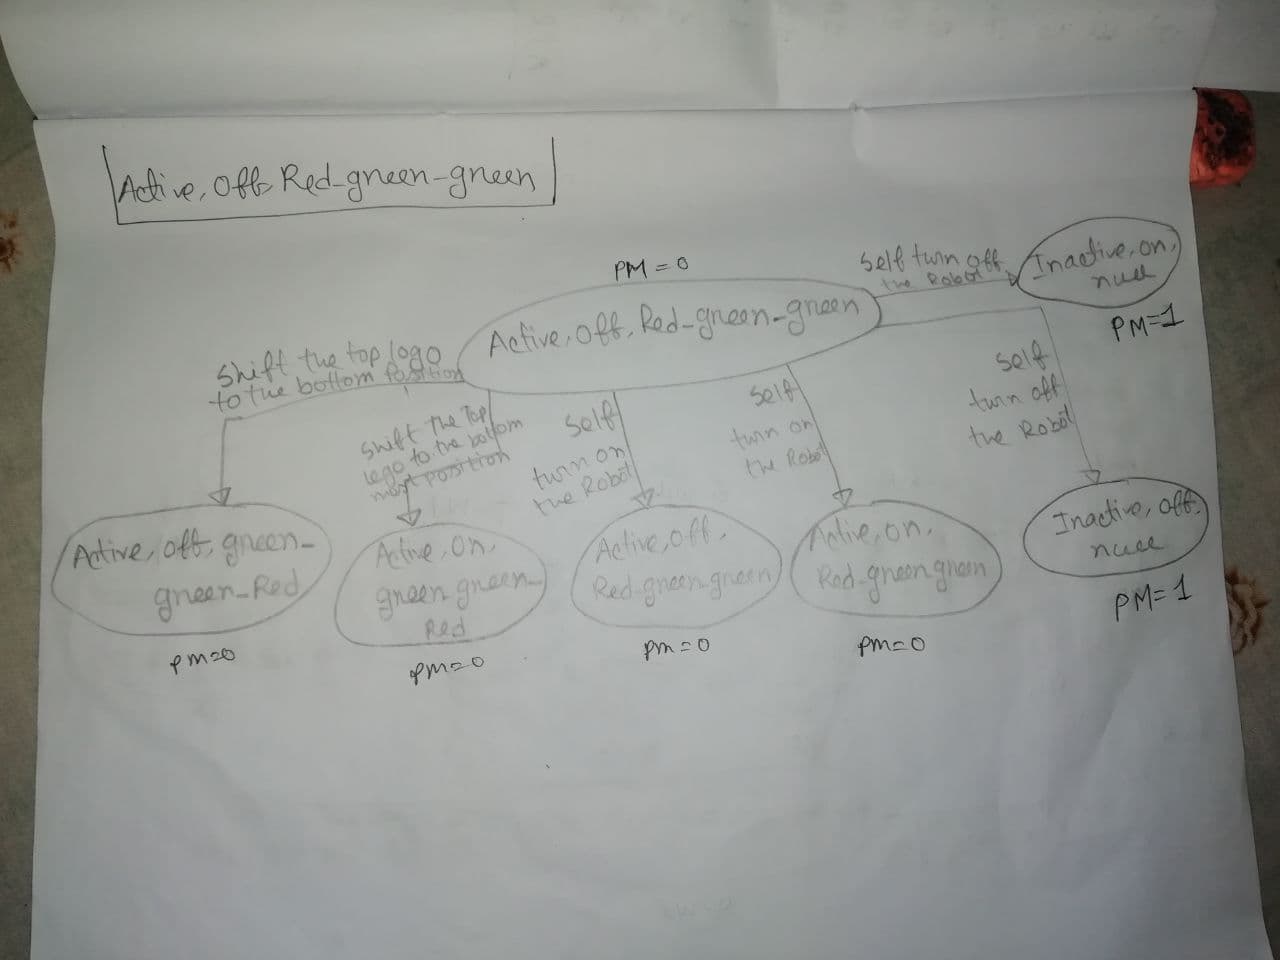 Active, Off, Red-green-green
PM = 0
Active, Off, Red-green-green
Self turn off
the Robot
Inactive, on,
null
PM=1
Shift the top logo
to the bottom Position
Shift The Top
lego to the bottom
most position
Self
turn on
the Robot
Self
turn on
the Robot
Self
turn off
the Robot
Active, off, green-
green-Red
PM=0
Active, On,
green-green-
Red
PM=0
Active, Off,
Red-green-green
PM=0
Active, on,
Red-green-green
PM=0
Inactive, Off,
null
PM=1